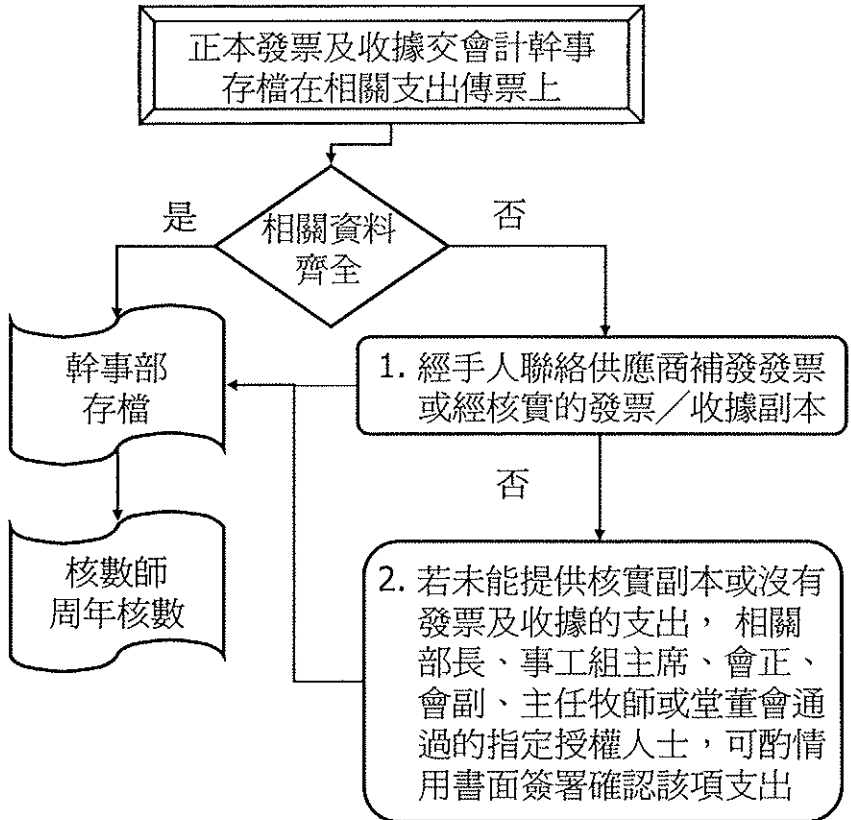 正本發票及收據交會計幹事
存檔在相關支出傳票上
是
相關資料
齊全
否
幹事部
存檔
1. 經手人聯絡供應商補發發票
或經核實的發票／收據副本
否
核數師
周年核數
2. 若未能提供核實副本或沒有
發票及收據的支出， 相關
部長、事工組主席、會正、
會副、主任牧師或堂董會通
過的指定授權人士，可酌情
用書面簽署確認該項支出